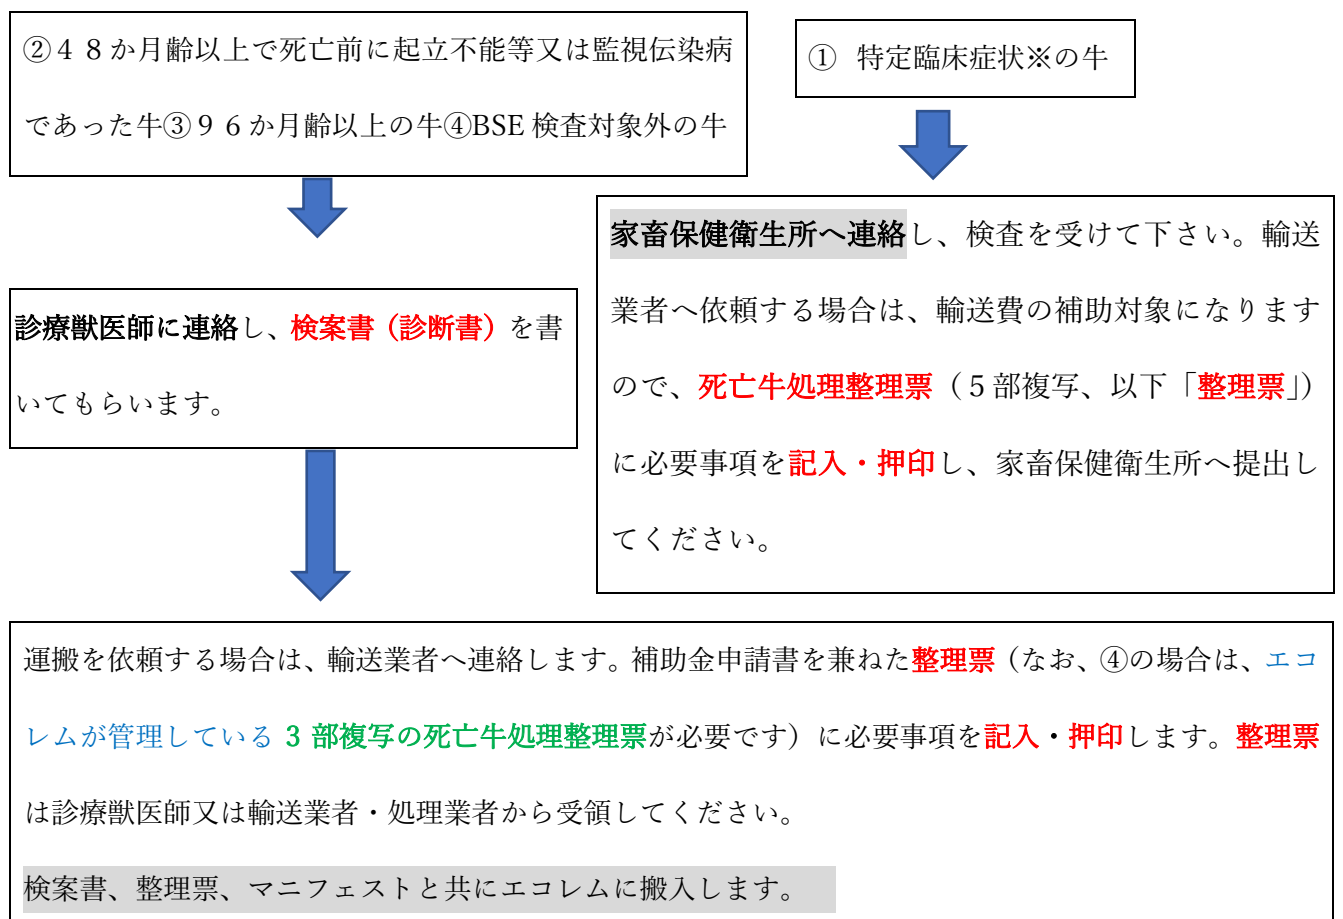 ②４８か月齢以上で死亡前に起立不能等又は監視伝染病
であった牛③９６か月齢以上の牛④BSE 検査対象外の牛
① 特定臨床症状※の牛
家畜保健衛生所へ連絡し、検査を受けて下さい。輸送
業者へ依頼する場合は、輸送費の補助対象になります
ので、死亡牛処理整理票（５部複写、以下「整理票」）
に必要事項を記入・押印し、家畜保健衛生所へ提出し
てください。
診療獣医師に連絡し、検案書（診断書）を書
いてもらいます。
運搬を依頼する場合は、輸送業者へ連絡します。補助金申請書を兼ねた整理票（なお、④の場合は、エコ
レムが管理している 3 部複写の死亡牛処理整理票が必要です）に必要事項を記入・押印します。整理票
は診療獣医師又は輸送業者・処理業者から受領してください。
検案書、整理票、マニフェストと共にエコレムに搬入します。